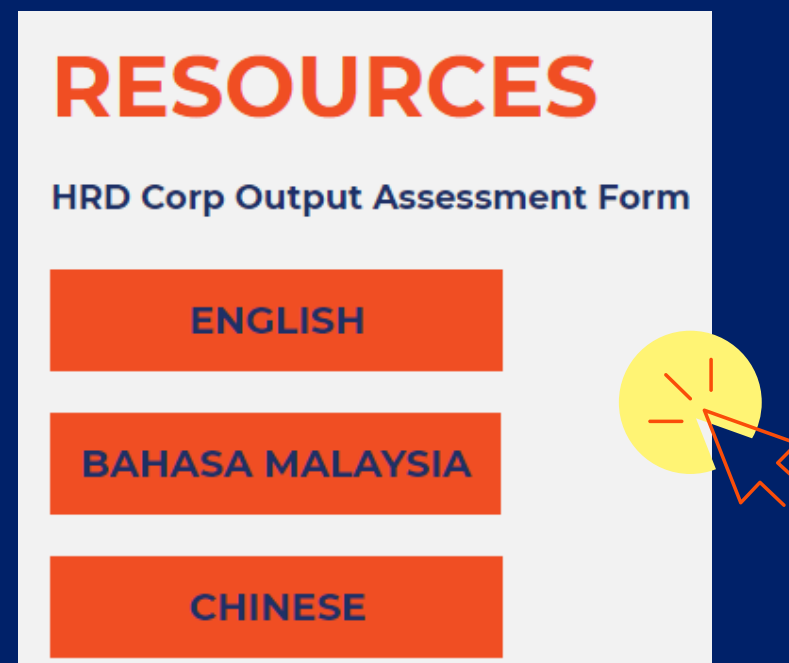 RESOURCES
HRD Corp Output Assessment Form
ENGLISH
BAHASA MALAYSIA
CHINESE